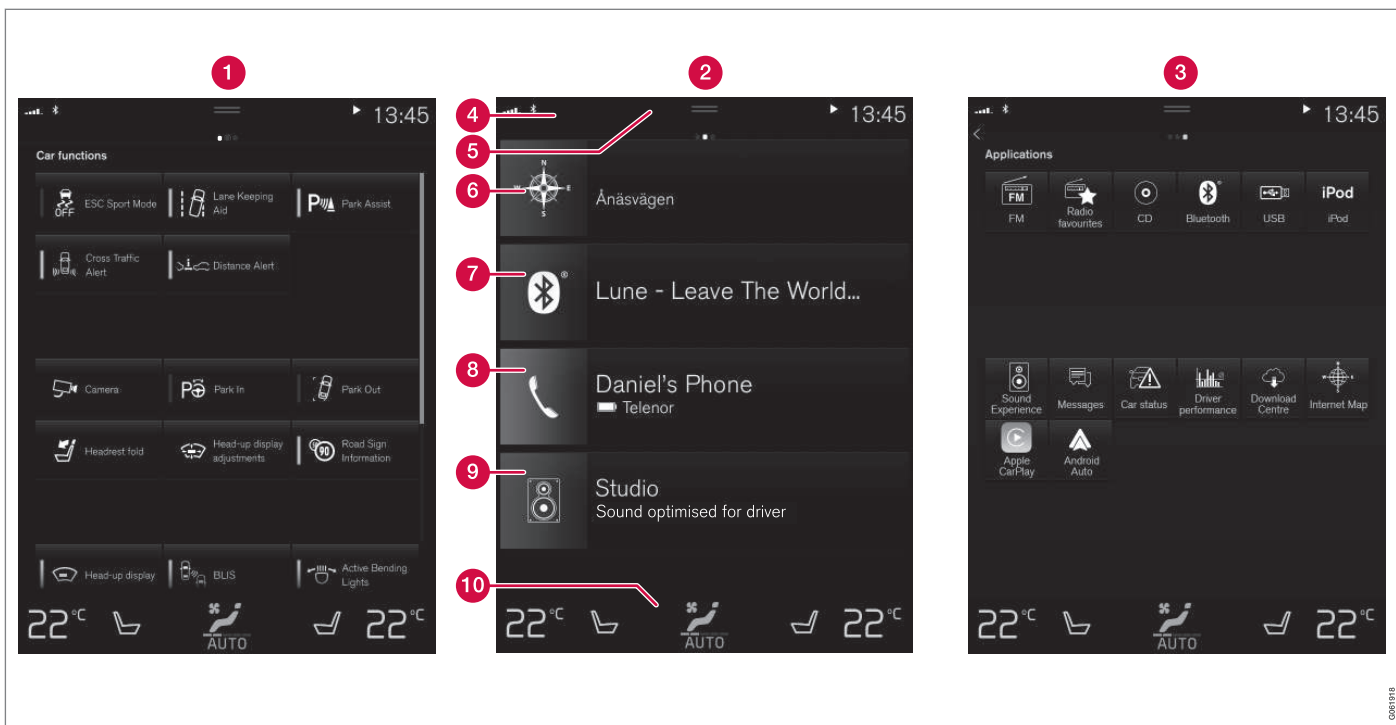 1
2
3
13:45
Car functions
OFF
ESC Sport Mode
Lane Keeping
Aid
P
Park Assist
Cross Traffic
Alert
Distance Alert
Camera
P
Park In
Park Out
Headrest fold
Head-up display
adjustments
90
Road Sign
Information
Head-up display
BLIS
Active Bending
Lights
22°C
AUTO
22°C
4
13:45
5
6
N
W
E
S
Ånäsvägen
7
®
Lune - Leave The World...
8
Daniel's Phone
Telenor
9
Studio
Sound optimised for driver
10
22°C
AUTO
22°C
13:45
Applications
FM
FM
Radio
favourites
CD
Bluetooth
USB
iPod
iPod
Sound
Experience
Messages
Car status
Driver
performance
Download
Centre
Internet Map
Apple
CarPlay
Android
Auto
22°C
AUTO
22°C
G061918